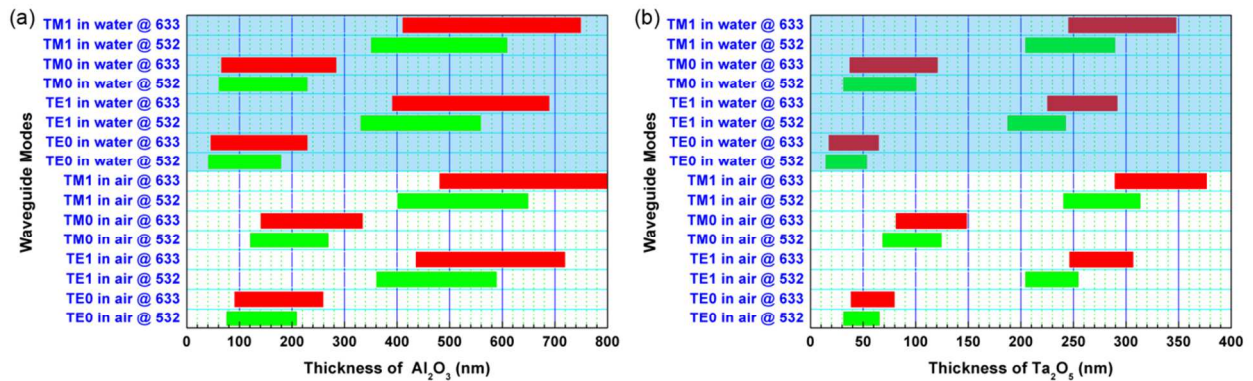 (a)
TM1 in water @ 633
TM1 in water @ 532
TM0 in water @ 633
TM0 in water @ 532
TE1 in water @ 633
TE1 in water @ 532
TE0 in water @ 633
TE0 in water @ 532
TM1 in air @ 633
TM1 in air @ 532
TM0 in air @ 633
TM0 in air @ 532
TE1 in air @ 633
TE1 in air @ 532
TE0 in air @ 633
TE0 in air @ 532
Waveguide Modes
0 100 200 300 400 500 600 700 800
Thickness of Al₂O₃ (nm)
(b)
TM1 in water @ 633
TM1 in water @ 532
TM0 in water @ 633
TM0 in water @ 532
TE1 in water @ 633
TE1 in water @ 532
TE0 in water @ 633
TE0 in water @ 532
TM1 in air @ 633
TM1 in air @ 532
TM0 in air @ 633
TM0 in air @ 532
TE1 in air @ 633
TE1 in air @ 532
TE0 in air @ 633
TE0 in air @ 532
Waveguide Modes
0 50 100 150 200 250 300 350 400
Thickness of Ta₂O₅ (nm)